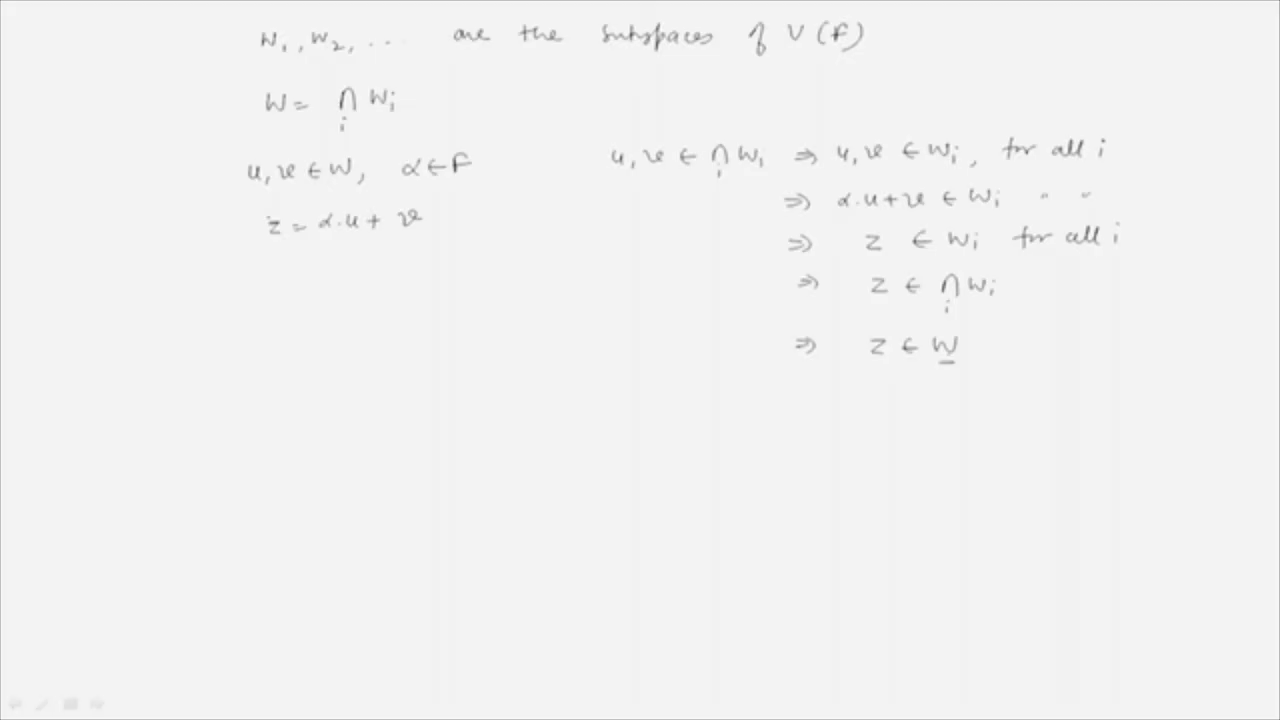 W₁, W₂, ... are the subspaces of V(F)
W = ∩ᵢ Wᵢ
u, v ∈ W, α ∈ F
z = α.u + v
u, v ∈ ∩ᵢ Wᵢ ⇒ u, v ∈ Wᵢ, for all i
⇒ α.u + v ∈ Wᵢ " "
⇒ z ∈ Wᵢ for all i
⇒ z ∈ ∩ᵢ Wᵢ
⇒ z ∈ W